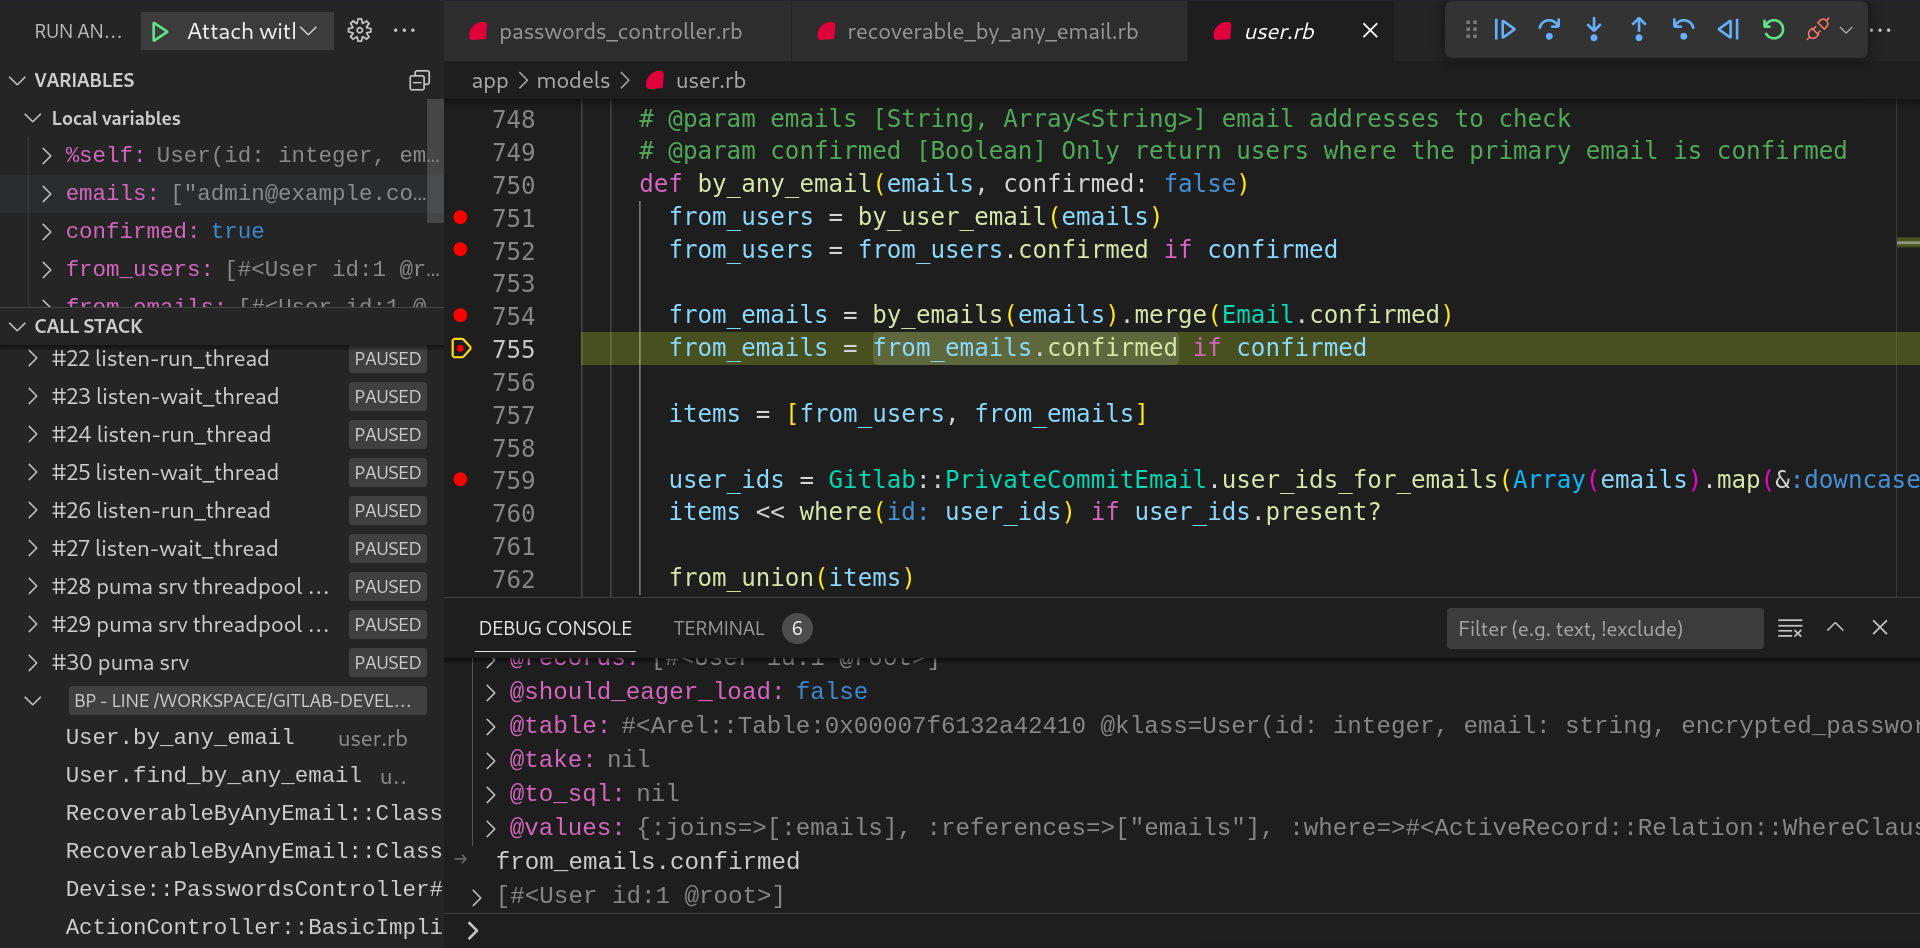 RUN AN... Attach witl
passwords_controller.rb recoverable_by_any_email.rb user.rb
VARIABLES
Local variables
%self: User(id: integer, em...
emails: ["admin@example.co...
confirmed: true
from_users: [#<User id:1 @r...
from_emails: [#<User id:1 @
CALL STACK
#22 listen-run_thread PAUSED
#23 listen-wait_thread PAUSED
#24 listen-run_thread PAUSED
#25 listen-wait_thread PAUSED
#26 listen-run_thread PAUSED
#27 listen-wait_thread PAUSED
#28 puma srv threadpool ... PAUSED
#29 puma srv threadpool ... PAUSED
#30 puma srv PAUSED
BP - LINE /WORKSPACE/GITLAB-DEVEL...
User.by_any_email user.rb
User.find_by_any_email u..
RecoverableByAnyEmail::Class
RecoverableByAnyEmail::Class
Devise::PasswordsController#
ActionController::BasicImpli
app > models > user.rb
748 # @param emails [String, Array<String>] email addresses to check
749 # @param confirmed [Boolean] Only return users where the primary email is confirmed
750 def by_any_email(emails, confirmed: false)
751 from_users = by_user_email(emails)
752 from_users = from_users.confirmed if confirmed
753
754 from_emails = by_emails(emails).merge(Email.confirmed)
755 from_emails = from_emails.confirmed if confirmed
756
757 items = [from_users, from_emails]
758
759 user_ids = Gitlab::PrivateCommitEmail.user_ids_for_emails(Array(emails).map(&:downcase
760 items << where(id: user_ids) if user_ids.present?
761
762 from_union(items)
DEBUG CONSOLE TERMINAL 6 Filter (e.g. text, !exclude)
@records: [#<User id:1 @root>]
@should_eager_load: false
@table: #<Arel::Table:0x00007f6132a42410 @klass=User(id: integer, email: string, encrypted_passwor
@take: nil
@to_sql: nil
@values: {:joins=>[:emails], :references=>["emails"], :where=>#<ActiveRecord::Relation::WhereClaus
from_emails.confirmed
[#<User id:1 @root>]